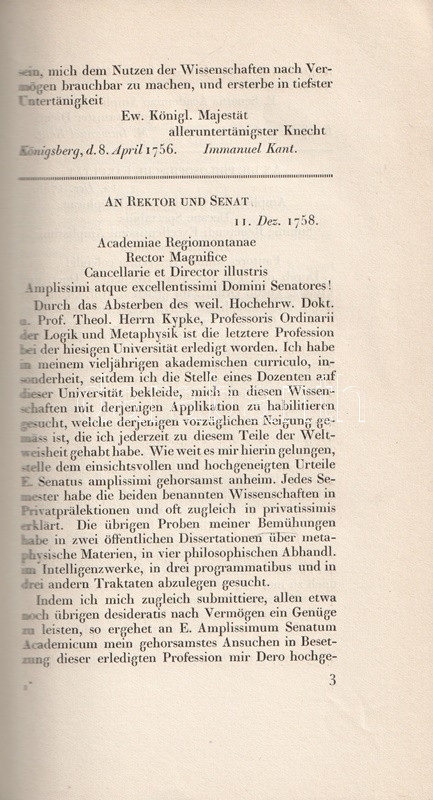 sein, mich dem Nutzen der Wissenschaften nach Ver-
mögen brauchbar zu machen, und ersterbe in tiefster
Untertänigkeit
Ew. Königl. Majestät
alleruntertänigster Knecht
Königsberg, d. 8. April 1756. Immanuel Kant.
AN REKTOR UND SENAT
11. Dez. 1758.
Academiae Regiomontanae
Rector Magnifice
Cancellarie et Director illustris
Amplissimi atque excellentissimi Domini Senatores!
Durch das Absterben des weil. Hochehrw. Dokt.
u. Prof. Theol. Herrn Kypke, Professoris Ordinarii
der Logik und Metaphysik ist die letztere Profession
bei der hiesigen Universität erledigt worden. Ich habe
in meinem vieljährigen akademischen curriculo, in-
sonderheit, seitdem ich die Stelle eines Dozenten auf
dieser Universität bekleide, mich in diesen Wissen-
schaften mit derjenigen Applikation zu habilitieren
gesucht, welche derjenigen vorzüglichen Neigung ge-
mäss ist, die ich jederzeit zu diesem Teile der Welt-
weisheit gehabt habe. Wie weit es mir hierin gelungen,
stelle dem einsichtsvollen und hochgeneigten Urteile
E. Senatus amplissimi gehorsamst anheim. Jedes Se-
mester habe die beiden benannten Wissenschaften in
Privatprälektionen und oft zugleich in privatissimis
erklärt. Die übrigen Proben meiner Bemühungen
habe in zwei öffentlichen Dissertationen über meta-
physische Materien, in vier philosophischen Abhandl.
im Intelligenzwerke, in drei programmatibus und in
drei andern Traktaten abzulegen gesucht.
Indem ich mich zugleich submittiere, allen etwa
noch übrigen desideratis nach Vermögen ein Genüge
zu leisten, so ergehet an E. Amplissimum Senatum
Academicum mein gehorsamstes Ansuchen in Beset-
zung dieser erledigten Profession mir Dero hochge-
3